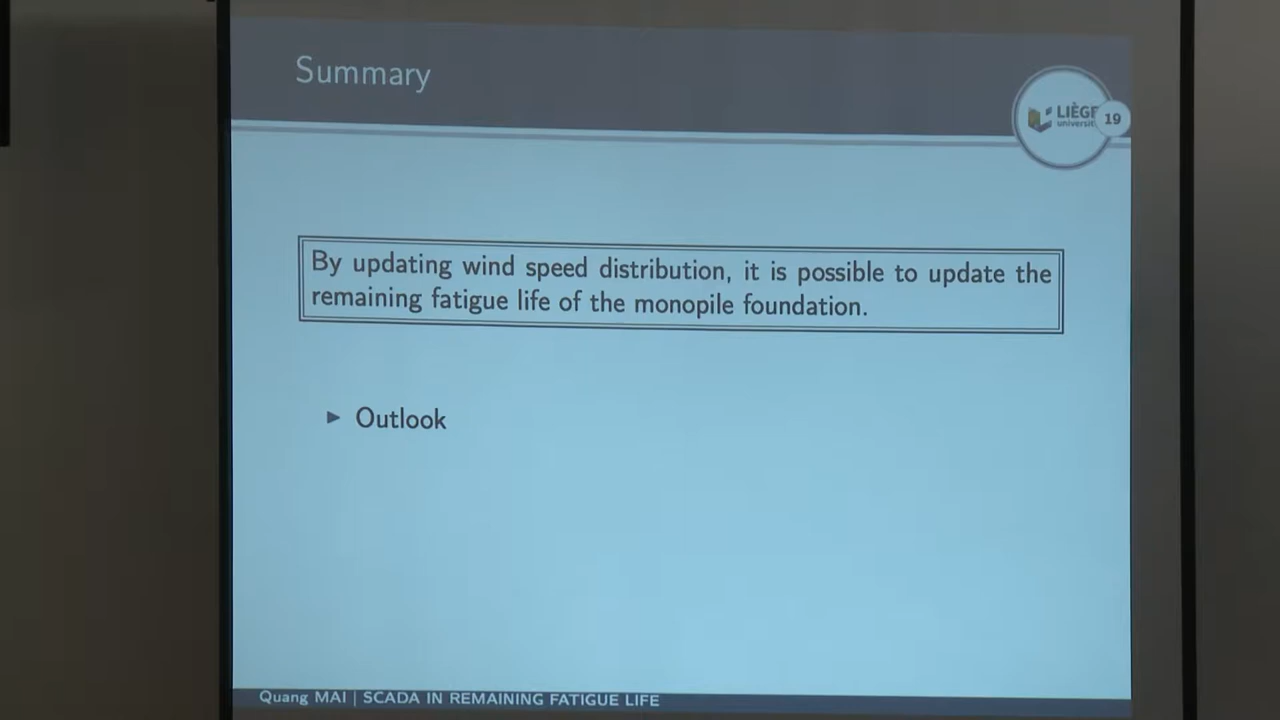 Summary
LIÈGE
université
19
By updating wind speed distribution, it is possible to update the
remaining fatigue life of the monopile foundation.
► Outlook
Quang MAI | SCADA IN REMAINING FATIGUE LIFE